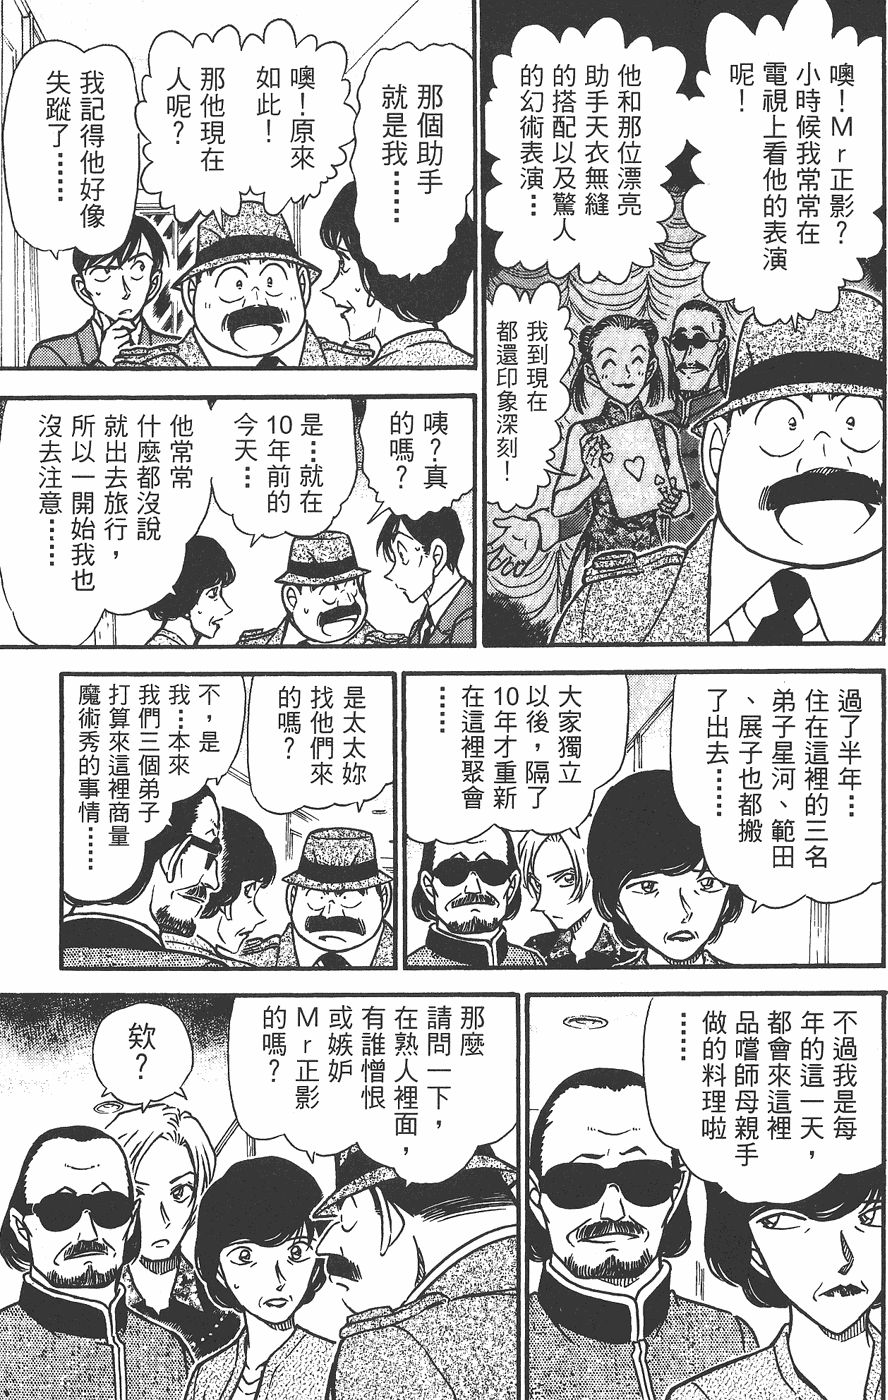 噢！Mr正影？
小時候我常常在
電視上看他的表演
呢！
他和那位漂亮
助手天衣無縫
的搭配以及驚人
的幻術表演…
我到現在
都還印象深刻！
那個助手
就是我……
噢！原來
如此！
那他現在
人呢？
我記得他好像
失蹤了……
咦？真
的嗎？
是…就在
10年前的
今天…
他常常
什麼都沒說
就出去旅行，
所以一開始我也
沒去注意……
過了半年…
住在這裡的三名
弟子星河、範田
、展子也都搬
了出去……
大家獨立
以後，隔了
10年才重新
在這裡聚會
……
是太太妳
找他們來
的嗎？
不，是
我…本來
我們三個弟子
打算來這裡商量
魔術秀的事情……
不過我是每
年的這一天，
都會來這裡
品嚐師母親手
做的料理啦
……
那麼
請問一下，
在熟人裡面，
有誰憎恨
或嫉妒
Mr正影
的嗎？
欸？